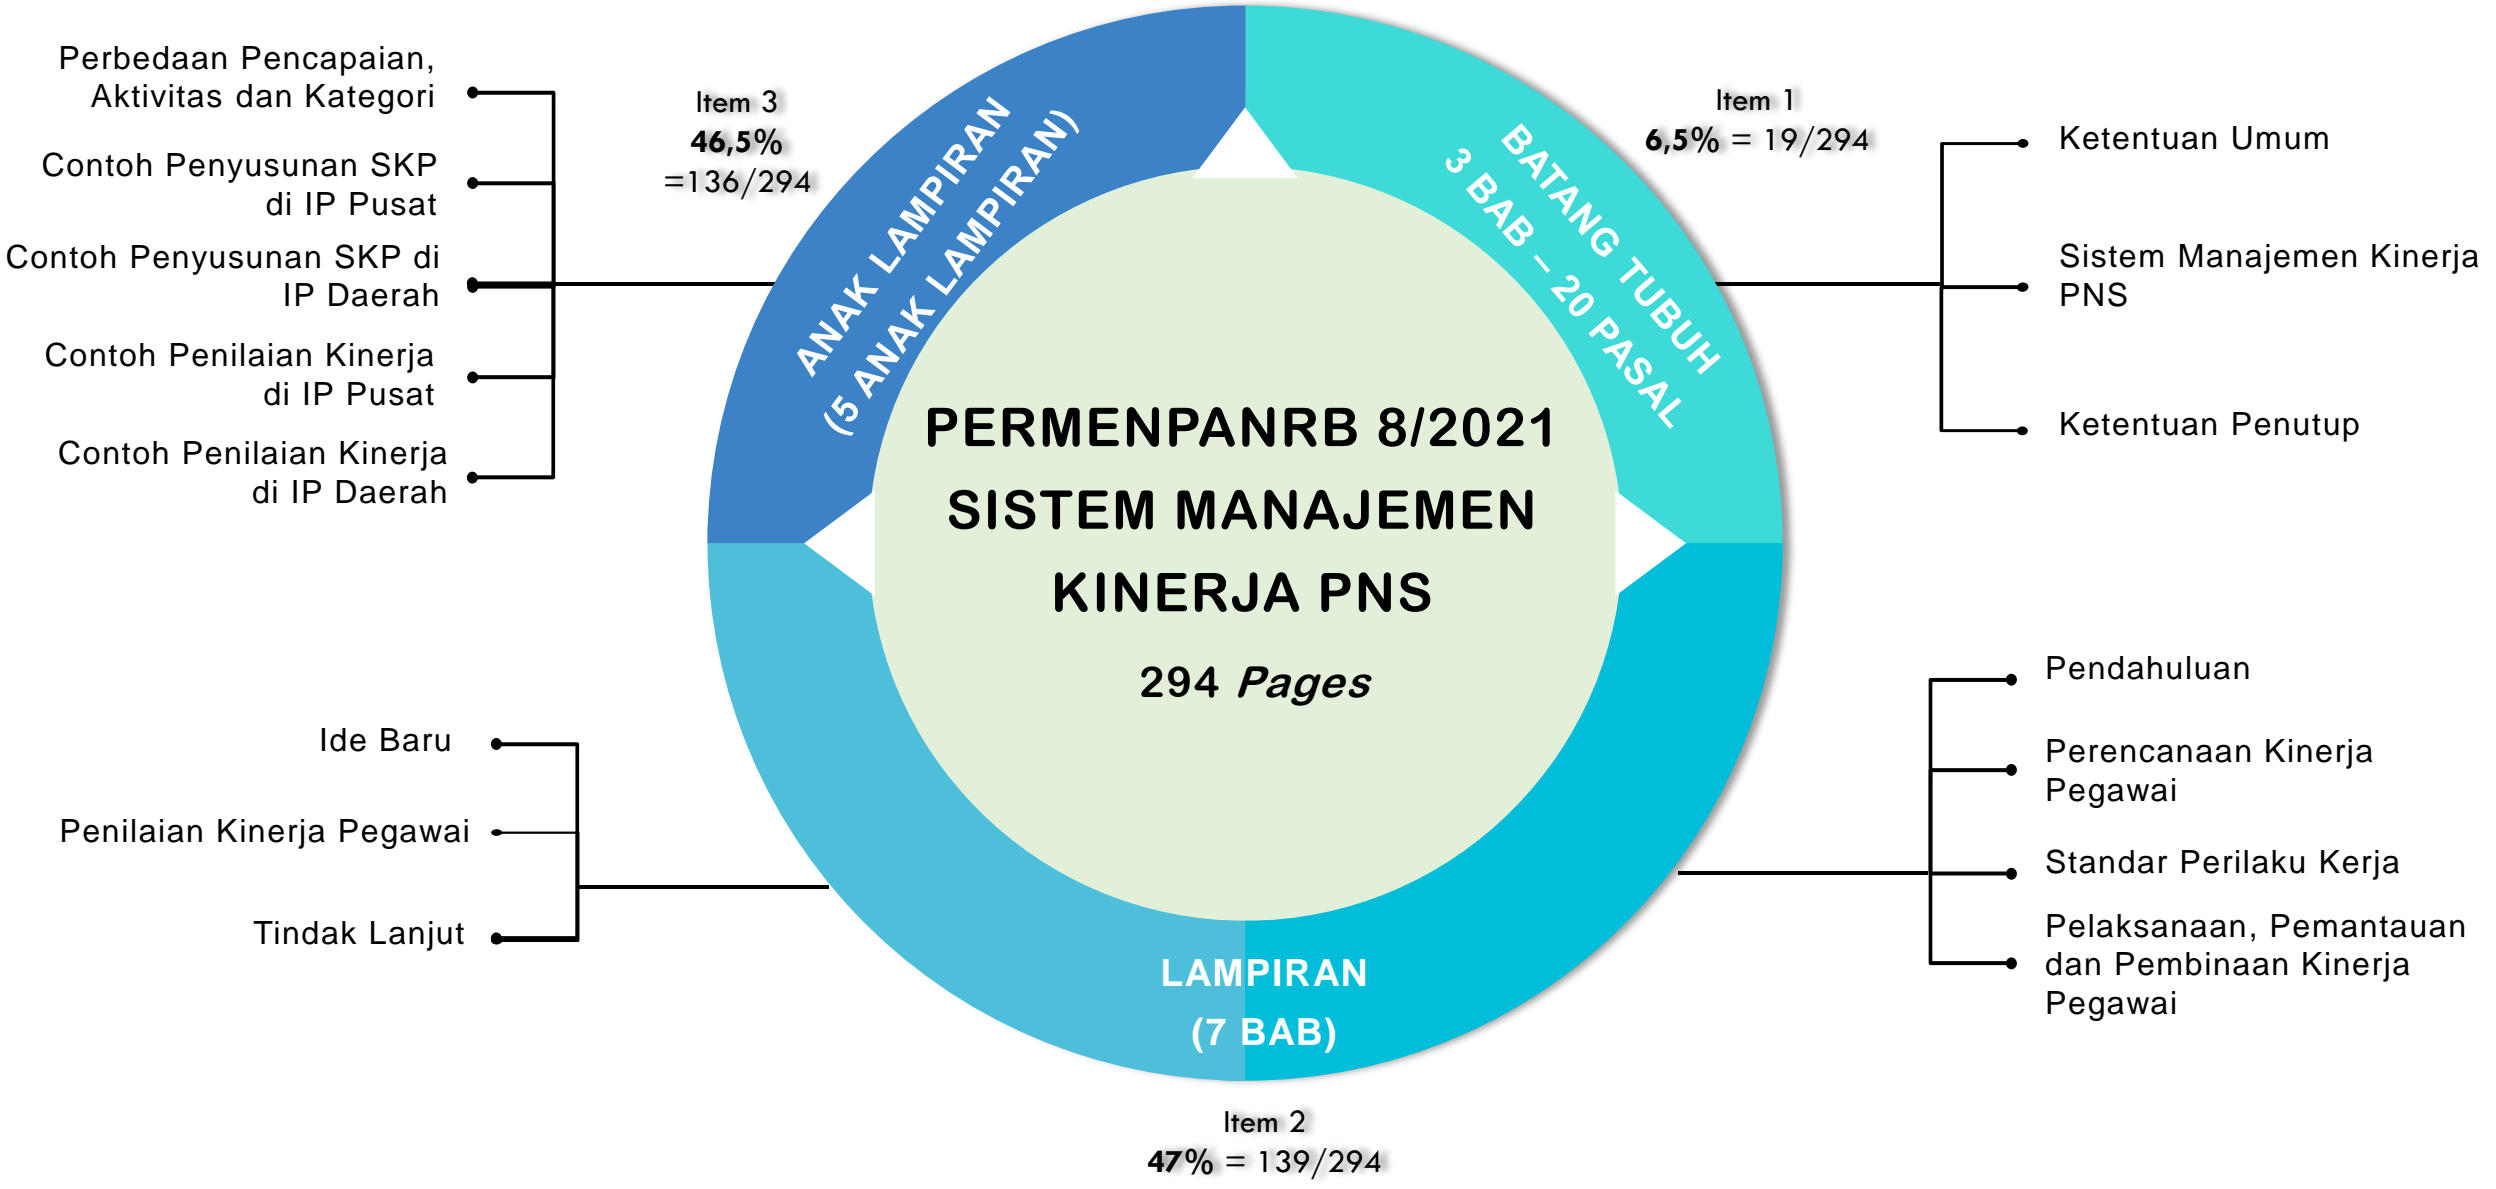 PERMENPANRB 8/2021
SISTEM MANAJEMEN
KINERJA PNS
294 Pages
Item 1
6,5% = 19/294
BATANG TUBUH
3 BAB – 20 PASAL
Ketentuan Umum
Sistem Manajemen Kinerja
PNS
Ketentuan Penutup
Pendahuluan
Perencanaan Kinerja
Pegawai
Standar Perilaku Kerja
Pelaksanaan, Pemantauan
dan Pembinaan Kinerja
Pegawai
LAMPIRAN
(7 BAB)
Item 2
47% = 139/294
Ide Baru
Penilaian Kinerja Pegawai
Tindak Lanjut
Item 3
46,5%
=136/294
ANAK LAMPIRAN
(5 ANAK LAMPIRAN)
Perbedaan Pencapaian,
Aktivitas dan Kategori
Contoh Penyusunan SKP
di IP Pusat
Contoh Penyusunan SKP di
IP Daerah
Contoh Penilaian Kinerja
di IP Pusat
Contoh Penilaian Kinerja
di IP Daerah